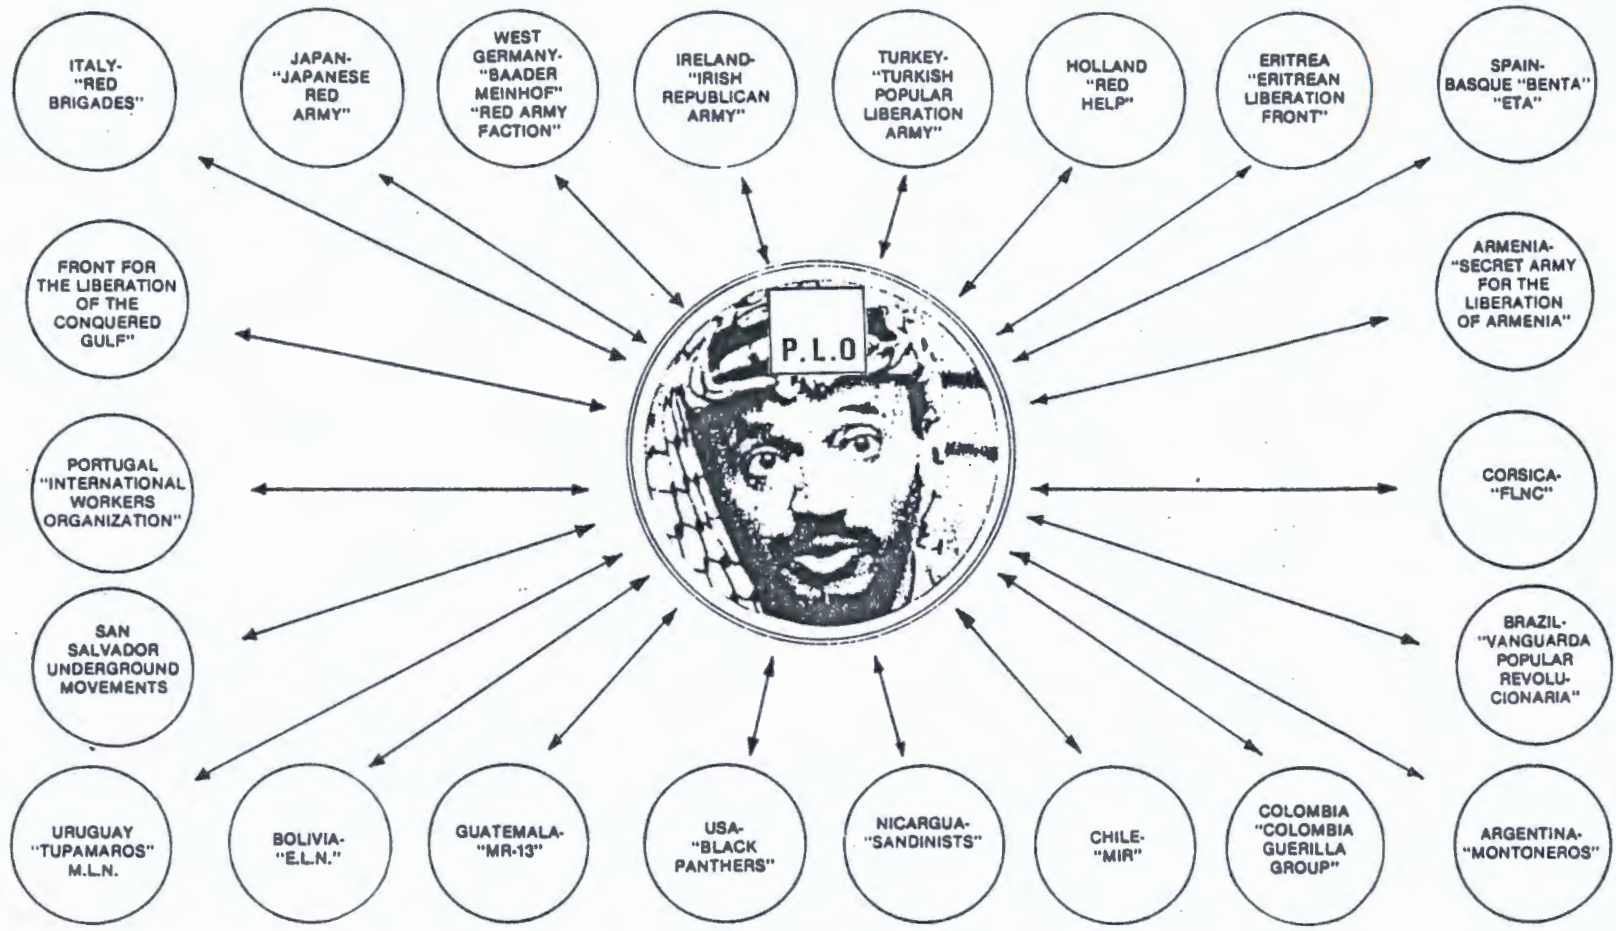 ITALY-
"RED
BRIGADES"
JAPAN-
"JAPANESE
RED
ARMY"
WEST
GERMANY-
"BAADER
MEINHOF"
"RED ARMY
FACTION"
IRELAND-
"IRISH
REPUBLICAN
ARMY"
TURKEY-
"TURKISH
POPULAR
LIBERATION
ARMY"
HOLLAND
"RED
HELP"
ERITREA
"ERITREAN
LIBERATION
FRONT"
SPAIN-
BASQUE "BENTA"
"ETA"
FRONT FOR
THE LIBERATION
OF THE
CONQUERED
GULF"
P.L.O
ARMENIA-
"SECRET ARMY
FOR THE
LIBERATION
OF ARMENIA"
PORTUGAL
"INTERNATIONAL
WORKERS
ORGANIZATION"
CORSICA-
"FLNC"
SAN
SALVADOR
UNDERGROUND
MOVEMENTS
BRAZIL-
"VANGUARDA
POPULAR
REVOLU-
CIONARIA"
URUGUAY
"TUPAMAROS"
M.L.N.
BOLIVIA-
"E.L.N."
GUATEMALA-
"MR-13"
USA-
"BLACK
PANTHERS"
NICARGUA-
"SANDINISTS"
CHILE-
"MIR"
COLOMBIA
"COLOMBIA
GUERILLA
GROUP"
ARGENTINA-
"MONTONEROS"